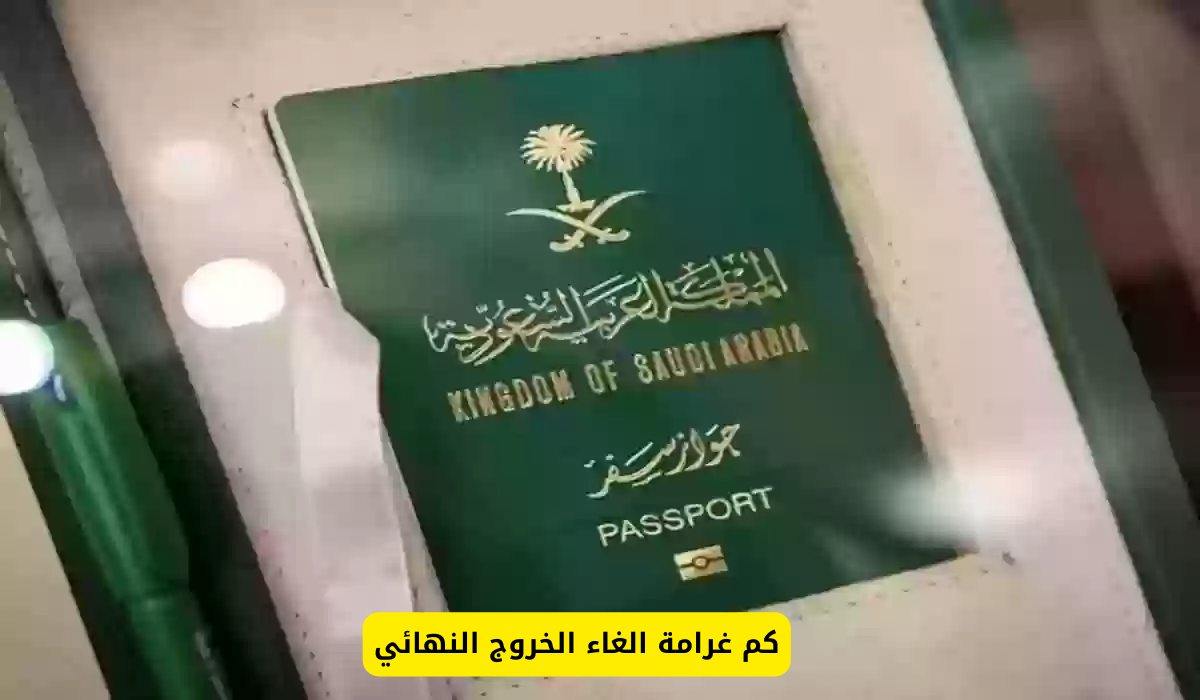 المملكة العربية السعودية
KINGDOM OF SAUDI ARABIA
جواز سفر
PASSPORT
كم غرامة الغاء الخروج النهائي